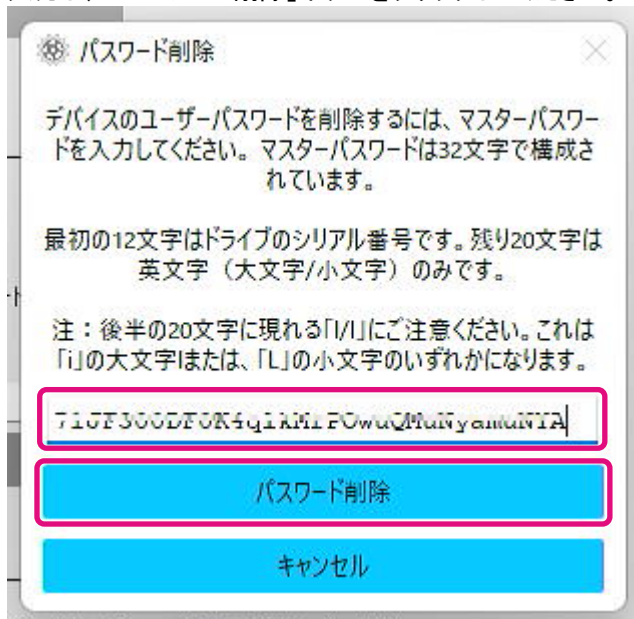 パスワード削除
デバイスのユーザーパスワードを削除するには、マスターパスワー
ドを入力してください。マスターパスワードは32文字で構成さ
れています。
最初の12文字はドライブのシリアル番号です。残り20文字は
英文字（大文字/小文字）のみです。
注：後半の20文字に現れる「I/l」にご注意ください。これは
「i」の大文字Iまたは、「L」の小文字のいずれかになります。
パスワード削除
キャンセル